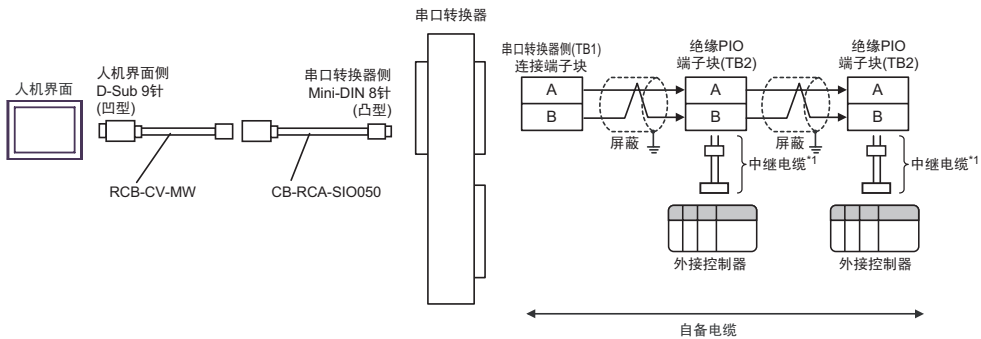 串口转换器
人机界面
人机界面侧
D-Sub 9针
(凹型)
RCB-CV-MW
串口转换器侧
Mini-DIN 8针
(凸型)
CB-RCA-SIO050
串口转换器侧(TB1)
连接端子块
A
B
屏蔽
绝缘PIO
端子块(TB2)
A
B
中继电缆*1
外接控制器
屏蔽
绝缘PIO
端子块(TB2)
A
B
中继电缆*1
外接控制器
自备电缆